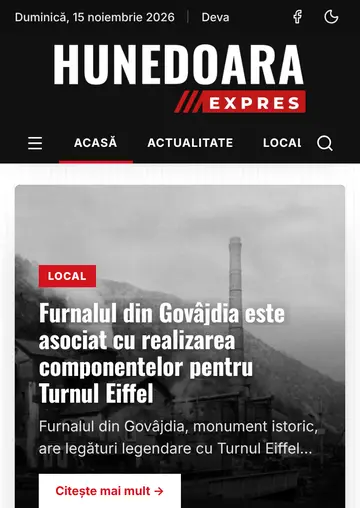 Duminică, 15 noiembrie 2026 | Deva
HUNEDOARA
EXPRES
ACASĂ ACTUALITATE LOCAL
LOCAL
Furnalul din Govâjdia este
asociat cu realizarea
componentelor pentru
Turnul Eiffel
Furnalul din Govâjdia, monument istoric,
are legături legendare cu Turnul Eiffel...
Citește mai mult →